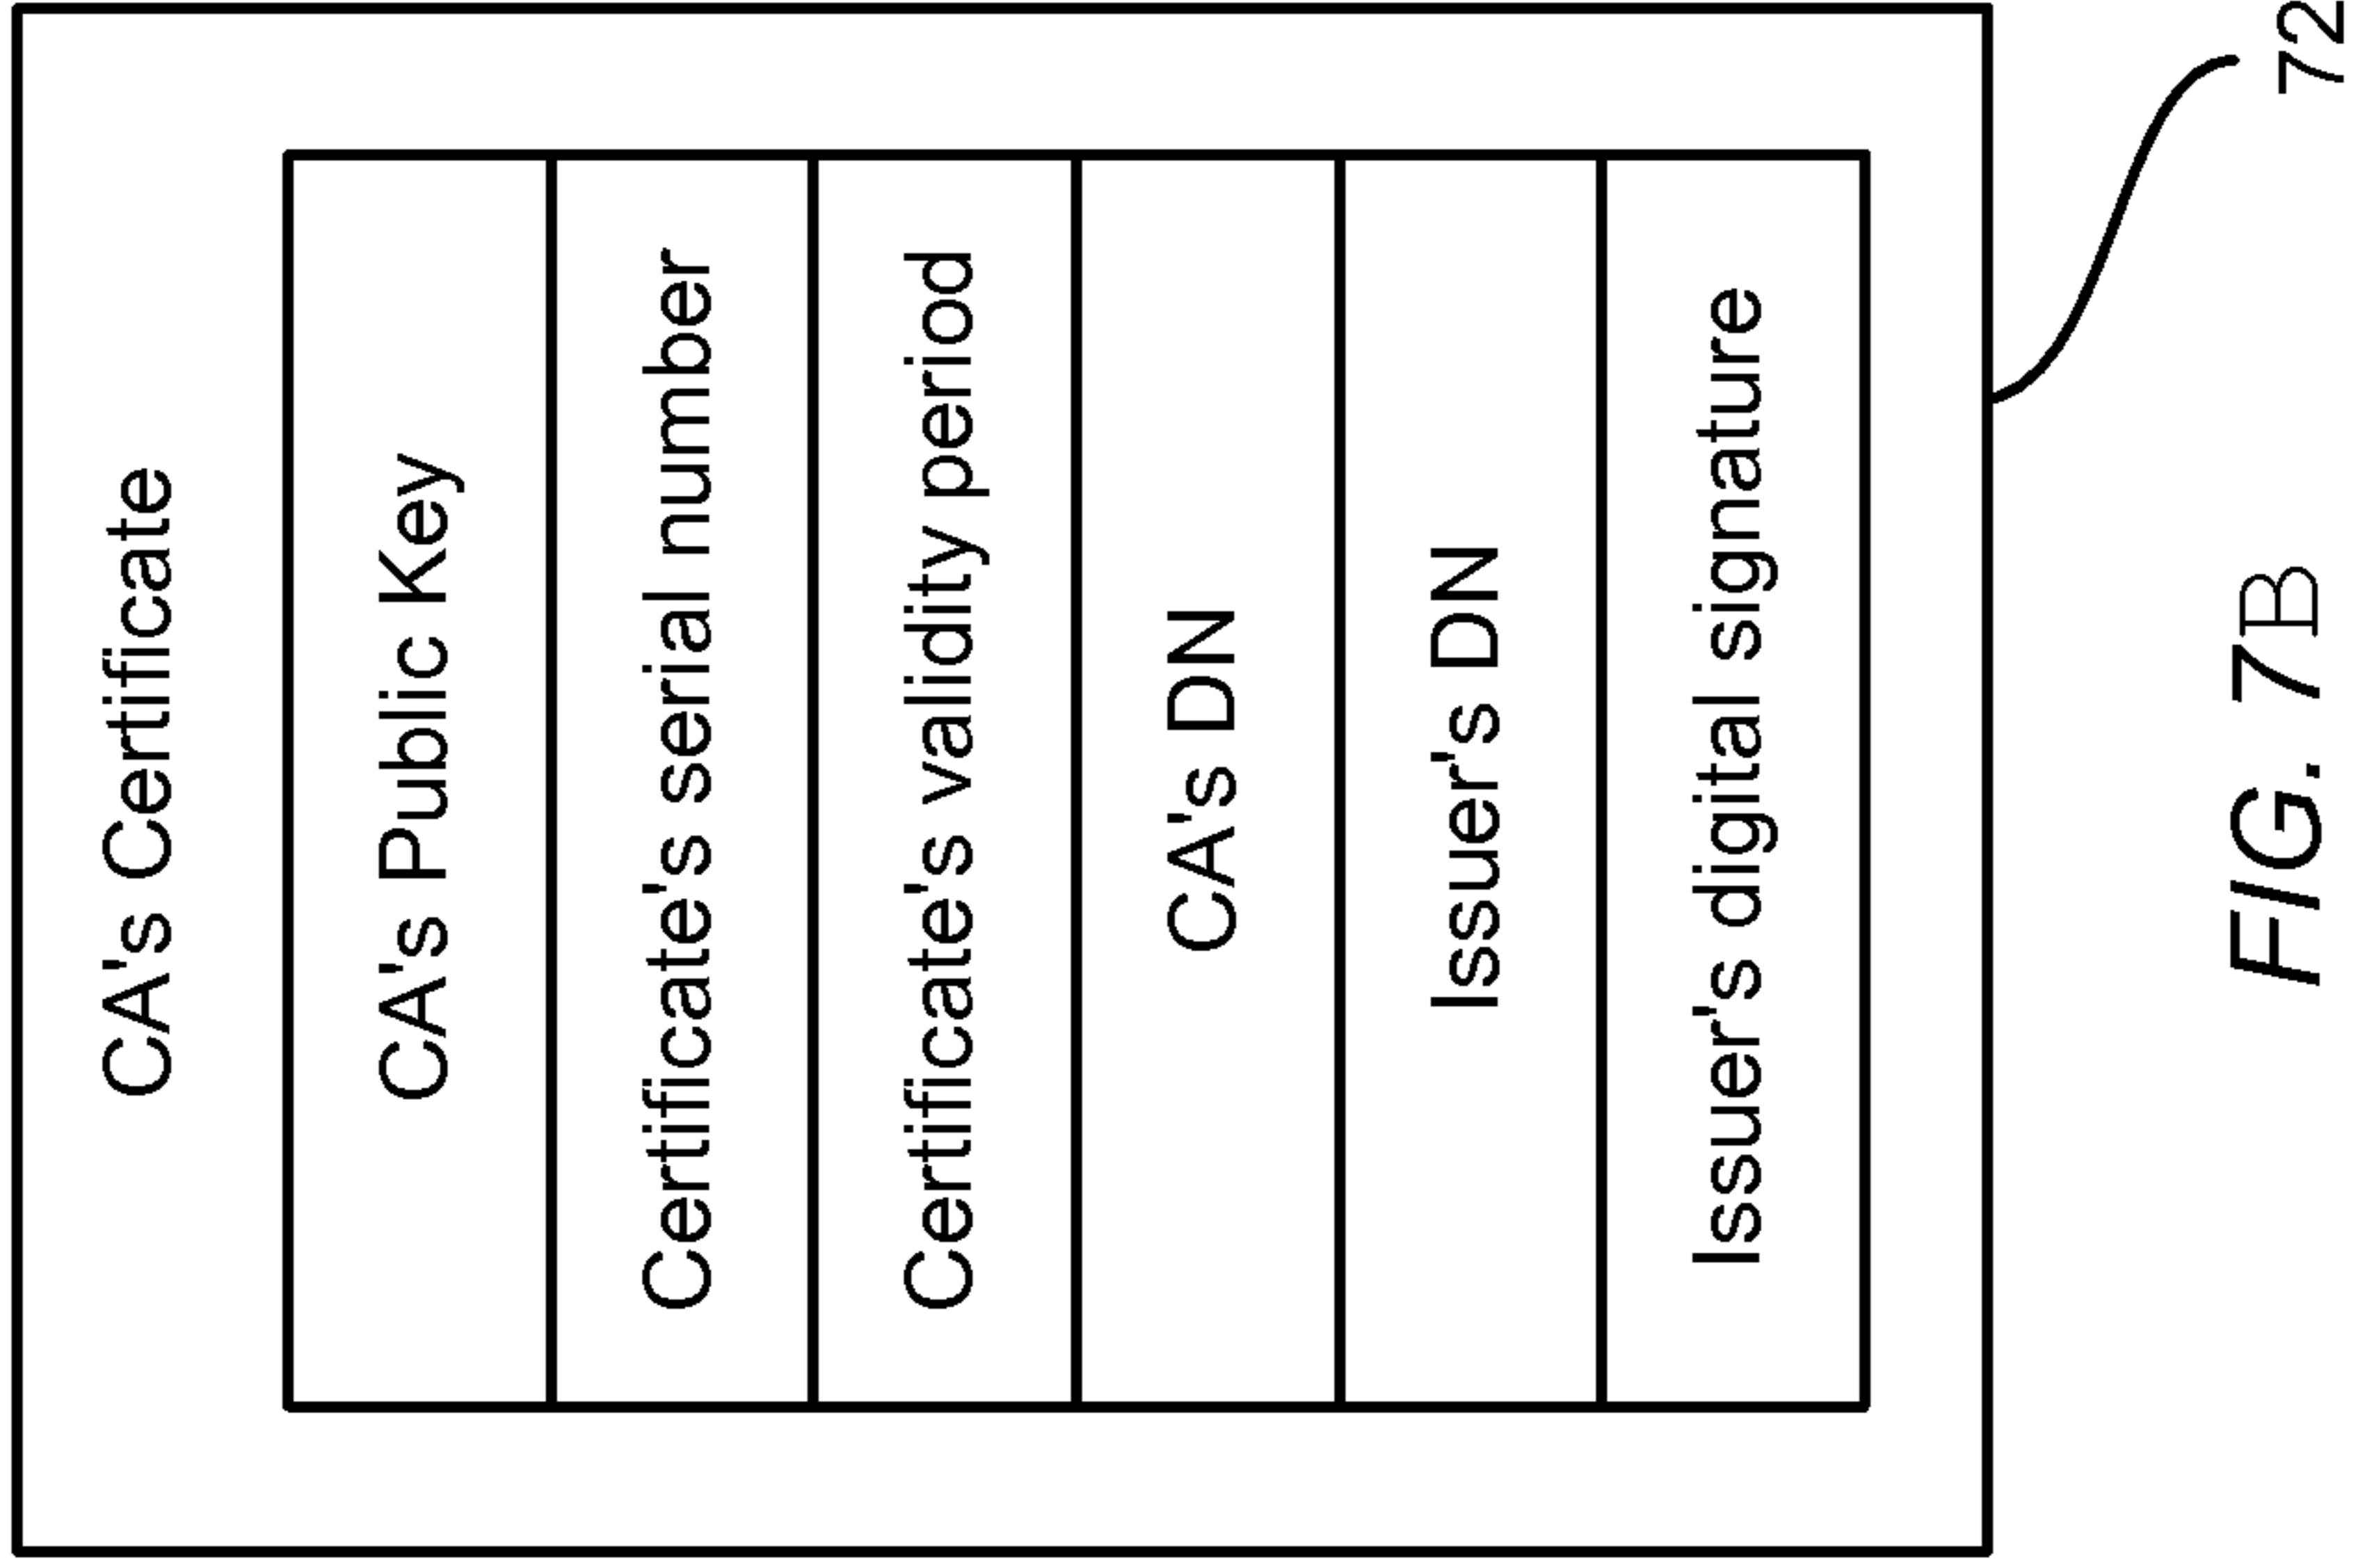 CA's Certificate
CA's Public Key
Certificate's serial number
Certificate's validity period
CA's DN
Issuer's DN
Issuer's digital signature
72
FIG. 7B